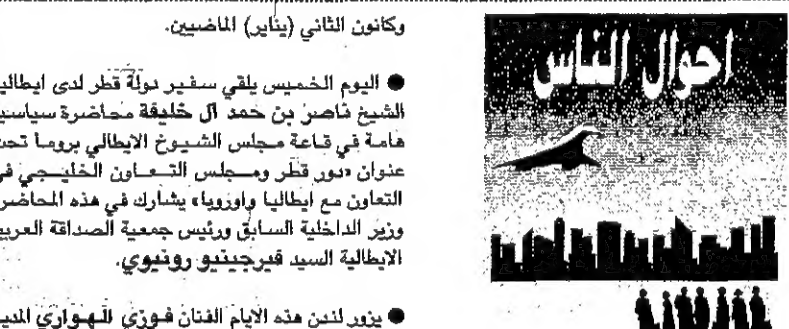 احوال الناس
وكانون الثاني (يناير) الماضيين.
● اليوم الخميس يلقي سفير دولة قطر لدى ايطاليا
الشيخ ناصر بن حمد آل خليفة محاضرة سياسية
هامة في قاعة مجلس الشيوخ الايطالي بروما تحت
عنوان «دور قطر ومجلس التعاون الخليجي في
التعاون مع ايطاليا واوروبا» يشارك في هذه المحاضرة
وزير الداخلية السابق ورئيس جمعية الصداقة العربية
الايطالية السيد فيرجينيو رونيوي.
● يزور لندن هذه الايام الفنان فوزي الهواري المدير